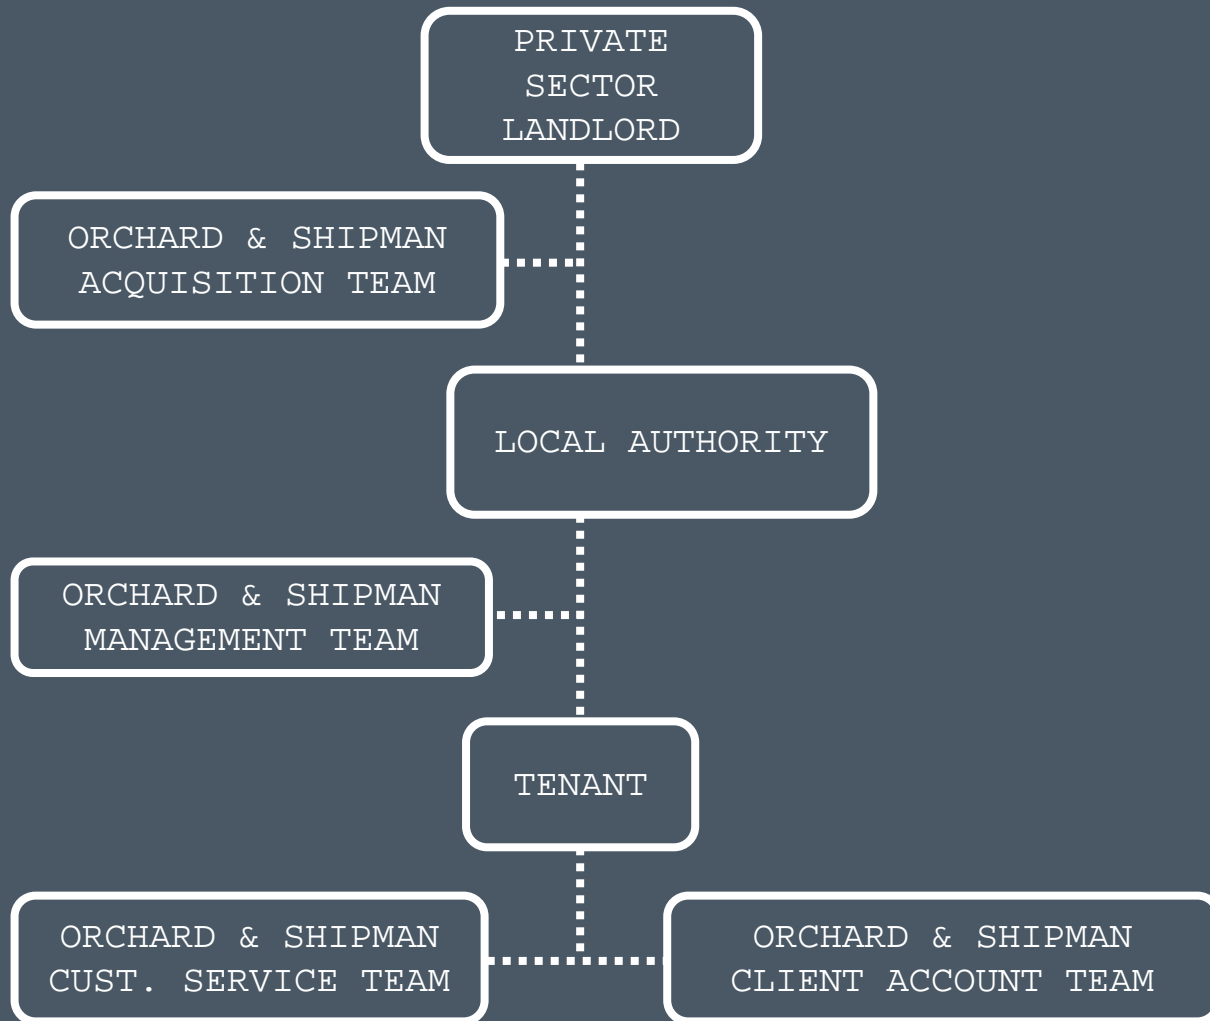 PRIVATE
SECTOR
LANDLORD
ORCHARD & SHIPMAN
ACQUISITION TEAM
LOCAL AUTHORITY
ORCHARD & SHIPMAN
MANAGEMENT TEAM
TENANT
ORCHARD & SHIPMAN
CUST. SERVICE TEAM
ORCHARD & SHIPMAN
CLIENT ACCOUNT TEAM